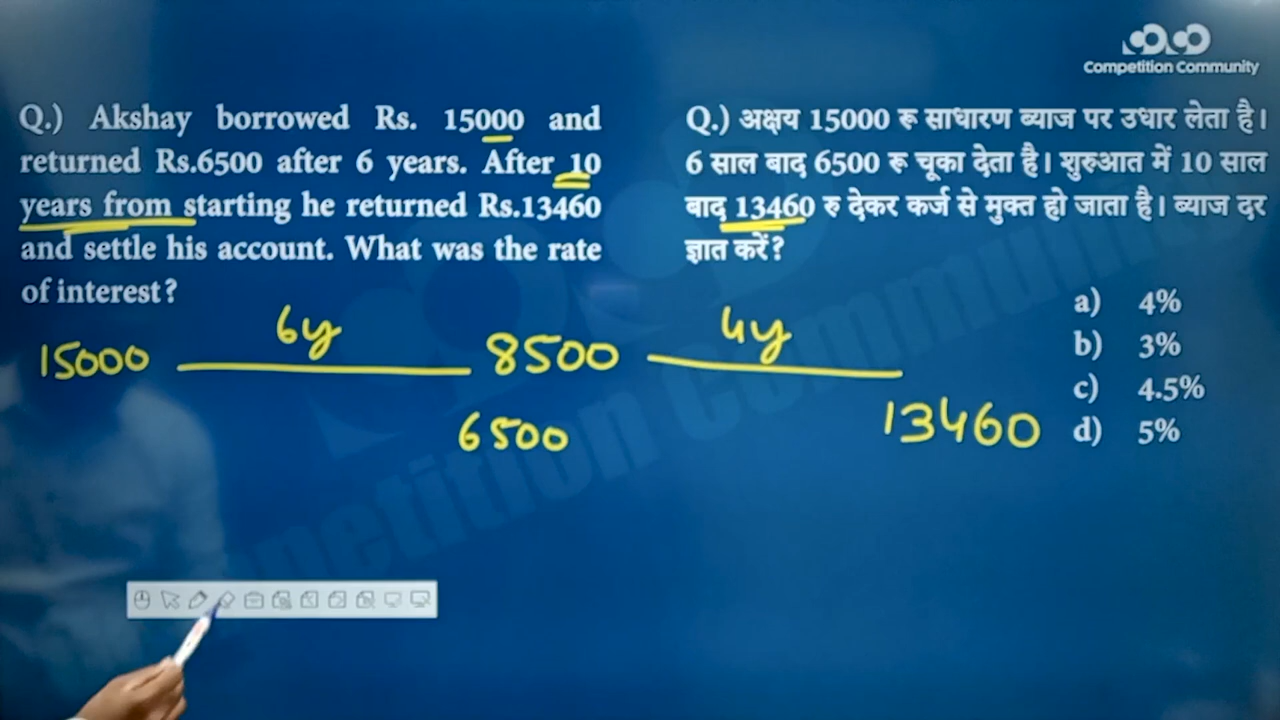 Competition Community
Q.) Akshay borrowed Rs. 15000 and
returned Rs.6500 after 6 years. After 10
years from starting he returned Rs.13460
and settle his account. What was the rate
of interest?
Q.) अक्षय 15000 रू साधारण ब्याज पर उधार लेता है।
6 साल बाद 6500 रू चूका देता है। शुरुआत में 10 साल
बाद 13460 रु देकर कर्ज से मुक्त हो जाता है। ब्याज दर
ज्ञात करें?
a) 4%
b) 3%
c) 4.5%
d) 5%
15000 6y 8500 4y
6500
13460
Competition Community